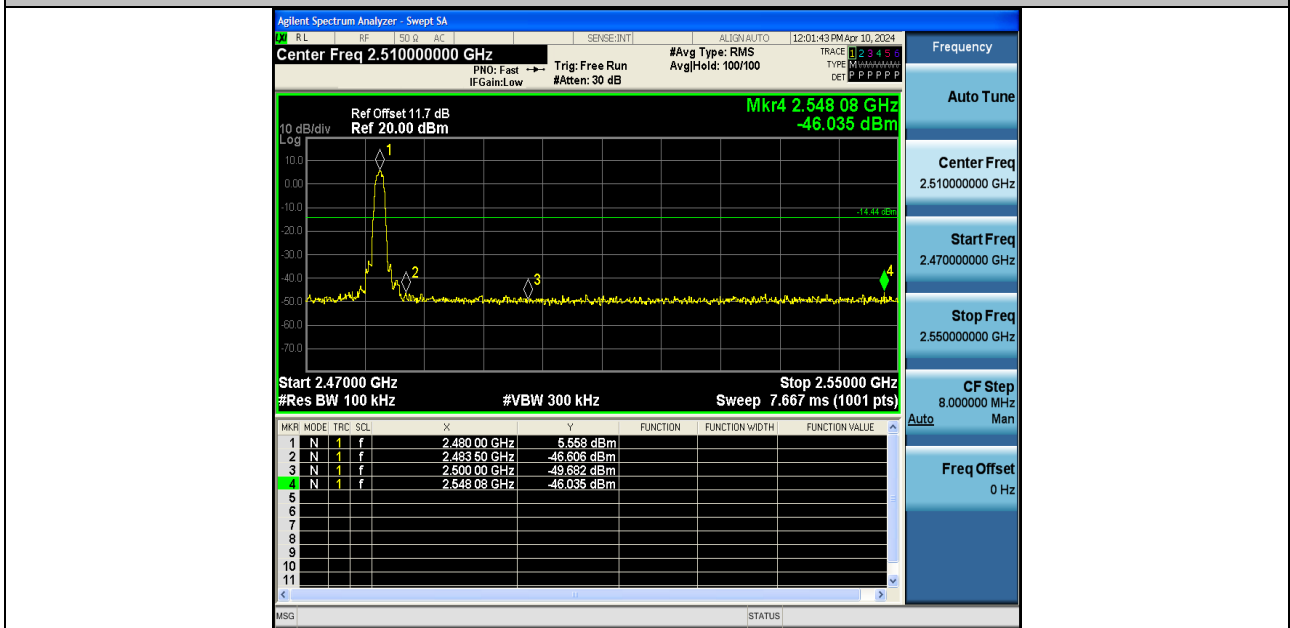 Agilent Spectrum Analyzer - Swept SA
RL RF 50 Ω AC SENSE:INT ALIGN AUTO 12:01:43 PM Apr 10, 2024
Center Freq 2.510000000 GHz
PNO: Fast
IFGain:Low
Trig: Free Run
#Atten: 30 dB
#Avg Type: RMS
Avg|Hold: 100/100
TRACE 1 2 3 4 5 6
TYPE M W W W W W
DET P P P P P P
Ref Offset 11.7 dB
10 dB/div Ref 20.00 dBm
Log
Mkr4 2.548 08 GHz
-46.035 dBm
10.0
0.00
-10.0
-20.0
-30.0
-40.0
-50.0
-60.0
-70.0
1
2
3
4
-14.44 dBm
Start 2.47000 GHz Stop 2.55000 GHz
#Res BW 100 kHz #VBW 300 kHz Sweep 7.667 ms (1001 pts)
MKR MODE TRC SCL X Y FUNCTION FUNCTION WIDTH FUNCTION VALUE
1 N 1 f 2.480 00 GHz 5.558 dBm
2 N 1 f 2.483 50 GHz -46.606 dBm
3 N 1 f 2.500 00 GHz -49.682 dBm
4 N 1 f 2.548 08 GHz -46.035 dBm
5
6
7
8
9
10
11
MSG STATUS
Frequency
Auto Tune
Center Freq
2.510000000 GHz
Start Freq
2.470000000 GHz
Stop Freq
2.550000000 GHz
CF Step
8.000000 MHz
Auto Man
Freq Offset
0 Hz